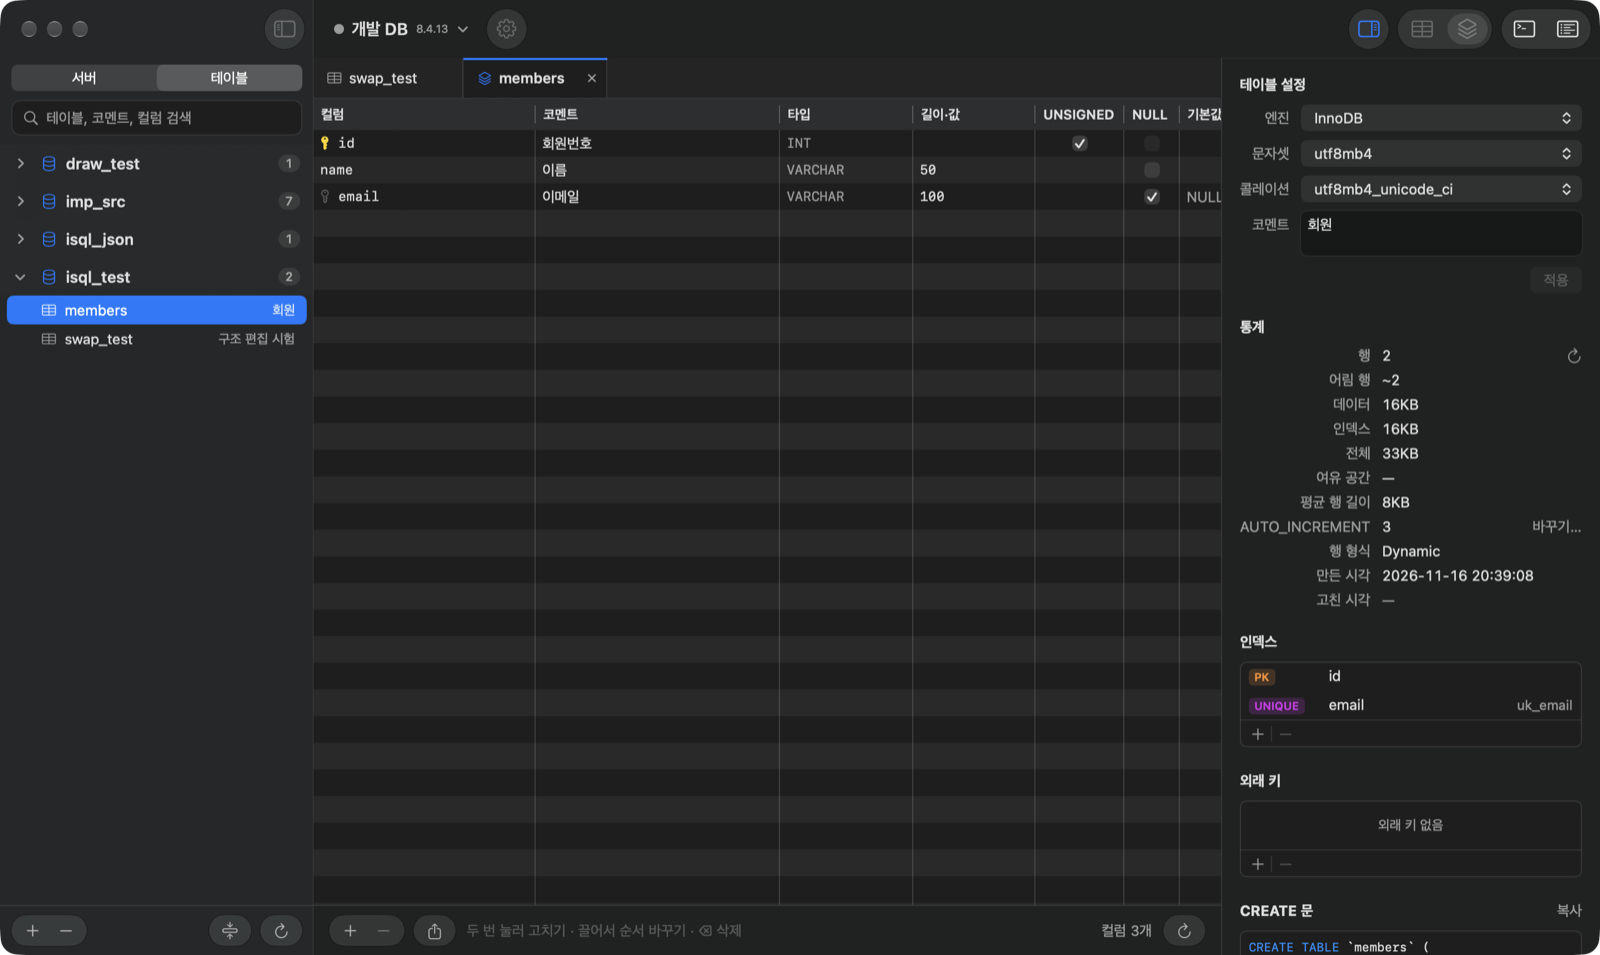 개발 DB 8.4.13
서버 테이블
테이블, 코멘트, 컬럼 검색
draw_test 1
imp_src 7
isql_json 1
isql_test 2
members 회원
swap_test 구조 편집 시험
swap_test members
컬럼 코멘트 타입 길이·값 UNSIGNED NULL 기본값
id 회원번호 INT
name 이름 VARCHAR 50
email 이메일 VARCHAR 100 NULL
두 번 눌러 고치기 · 끌어서 순서 바꾸기 · ⌫ 삭제
컬럼 3개
테이블 설정
엔진 InnoDB
문자셋 utf8mb4
콜레이션 utf8mb4_unicode_ci
코멘트 회원
적용
통계
행 2
어림 행 ~2
데이터 16KB
인덱스 16KB
전체 33KB
여유 공간 —
평균 행 길이 8KB
AUTO_INCREMENT 3 바꾸기...
행 형식 Dynamic
만든 시각 2026-11-16 20:39:08
고친 시각 —
인덱스
PK id
UNIQUE email uk_email
외래 키
외래 키 없음
CREATE 문 복사
CREATE TABLE `members` (